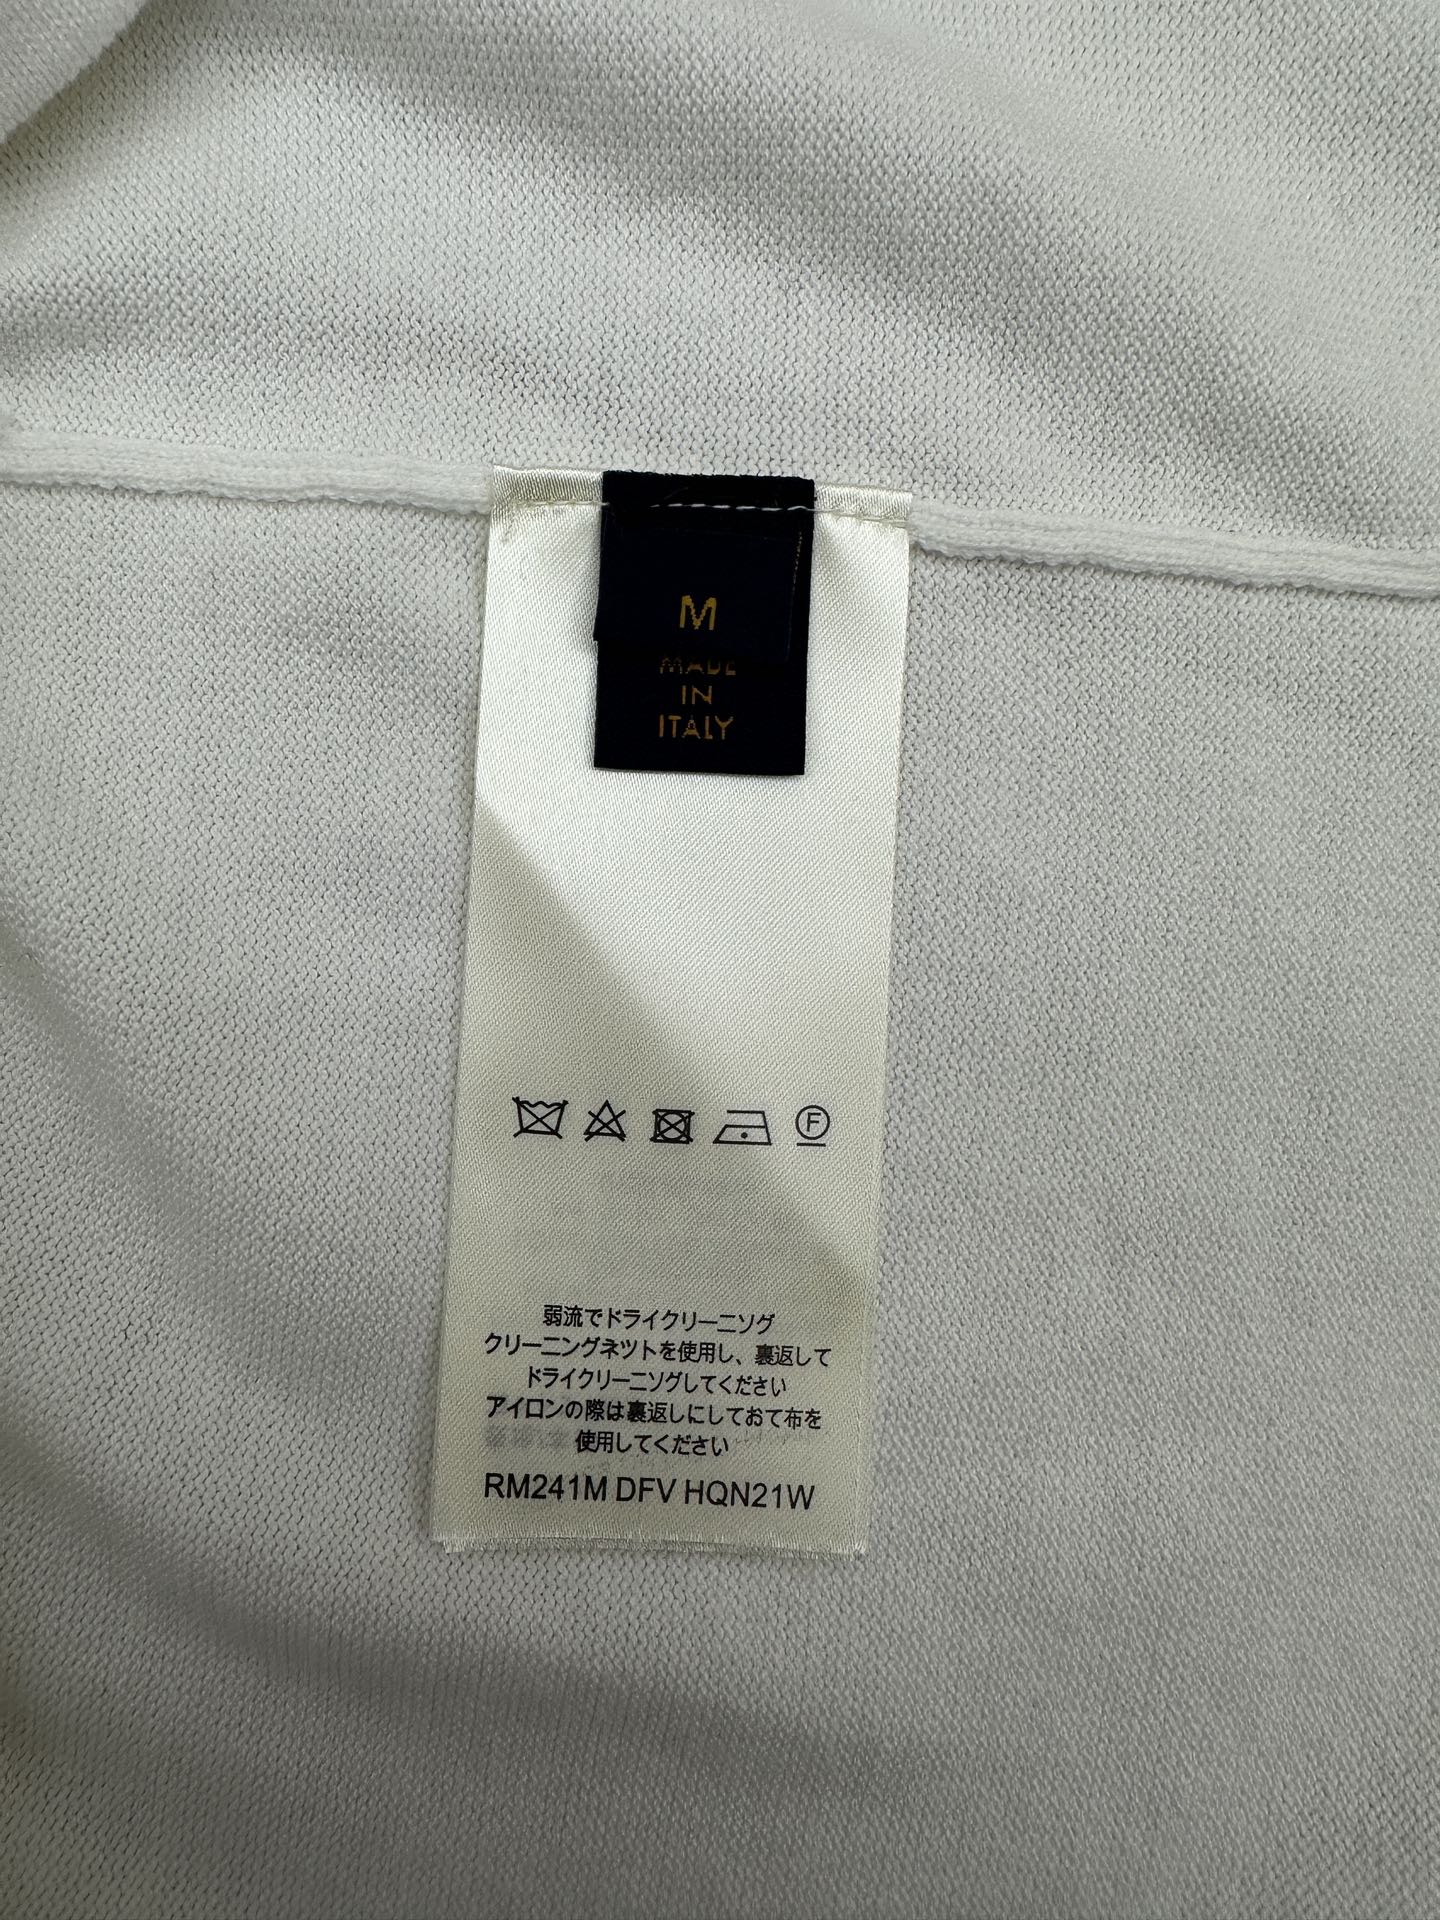 M
MADE
IN
ITALY
F
弱流でドライクリーニソグ
クリーニングネツトを使用し、裏返して
ドライクリーニソグしてください
アイロンの際は裏返しにしておて布を
使用してください
RM241M DFV HQN21W